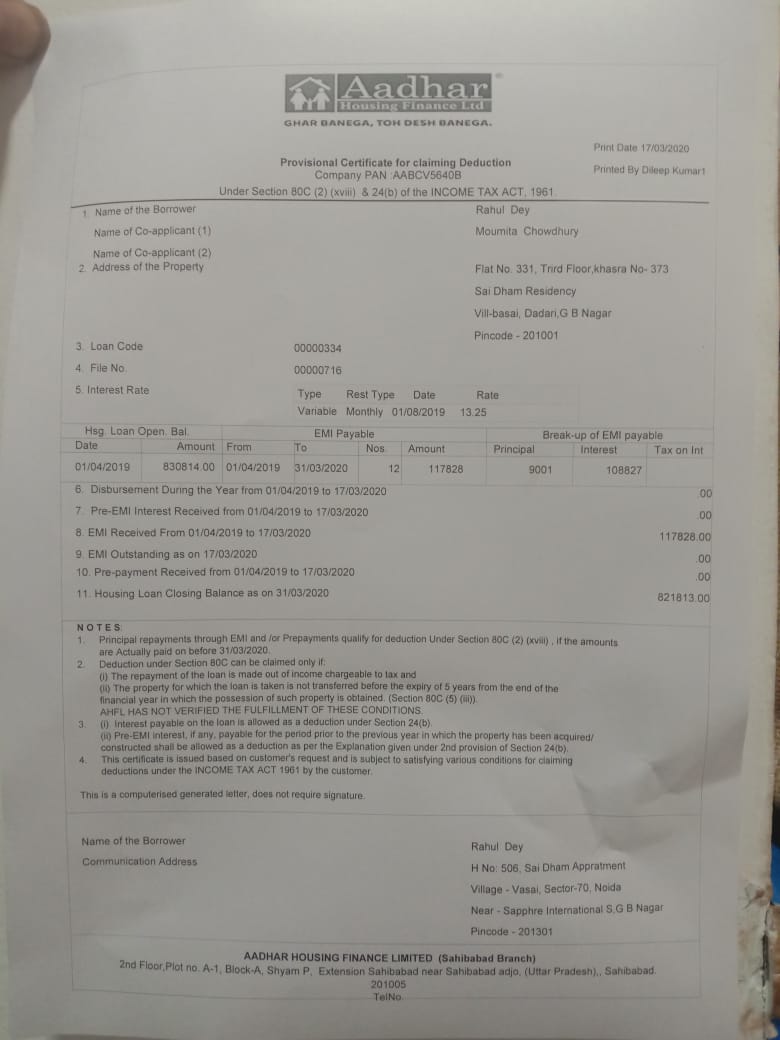 Aadhar
Housing Finance Ltd
GHAR BANEGA, TOH DESH BANEGA.
Print Date 17/03/2020
Provisional Certificate for claiming Deduction
Printed By Dileep Kumar1
Company PAN :AABCV5640B
Under Section 80C (2) (xviii) & 24(b) of the INCOME TAX ACT, 1961.
1. Name of the Borrower Rahul Dey
Name of Co-applicant (1) Moumita Chowdhury
Name of Co-applicant (2)
2. Address of the Property Flat No. 331, Trird Floor,khasra No- 373
Sai Dham Residency
Vill-basai, Dadari,G B Nagar
Pincode - 201001
3. Loan Code 00000334
4. File No. 00000716
5. Interest Rate Type Rest Type Date Rate
Variable Monthly 01/08/2019 13.25
Hsg. Loan Open. Bal. EMI Payable Break-up of EMI payable
Date Amount From To Nos. Amount Principal Interest Tax on Int
01/04/2019 830814.00 01/04/2019 31/03/2020 12 117828 9001 108827
6. Disbursement During the Year from 01/04/2019 to 17/03/2020 .00
7. Pre-EMI Interest Received from 01/04/2019 to 17/03/2020 .00
8. EMI Received From 01/04/2019 to 17/03/2020 117828.00
9. EMI Outstanding as on 17/03/2020 .00
10. Pre-payment Received from 01/04/2019 to 17/03/2020 .00
11. Housing Loan Closing Balance as on 31/03/2020 821813.00
NOTES:
1. Principal repayments through EMI and /or Prepayments qualify for deduction Under Section 80C (2) (xviii) , if the amounts
are Actually paid on before 31/03/2020.
2. Deduction under Section 80C can be claimed only if:
(i) The repayment of the loan is made out of income chargeable to tax and
(ii) The property for which the loan is taken is not transferred before the expiry of 5 years from the end of the
financial year in which the possession of such property is obtained. (Section 80C (5) (iii)).
AHFL HAS NOT VERIFIED THE FULFILLMENT OF THESE CONDITIONS.
3. (i). Interest payable on the loan is allowed as a deduction under Section 24(b).
(ii) Pre-EMI interest, if any, payable for the period prior to the previous year in which the property has been acquired/
constructed shall be allowed as a deduction as per the Explanation given under 2nd provision of Section 24(b).
4. This certificate is issued based on customer's request and is subject to satisfying various conditions for claiming
deductions under the INCOME TAX ACT 1961 by the customer.
This is a computerised generated letter, does not require signature.
Name of the Borrower Rahul Dey
Communication Address H No: 506, Sai Dham Appratment
Village - Vasai, Sector-70, Noida
Near - Sapphre International S,G B Nagar
Pincode - 201301
AADHAR HOUSING FINANCE LIMITED (Sahibabad Branch)
2nd Floor,Plot no. A-1, Block-A, Shyam P, Extension Sahibabad near Sahibabad adjo, (Uttar Pradesh),, Sahibabad.
201005
TelNo.